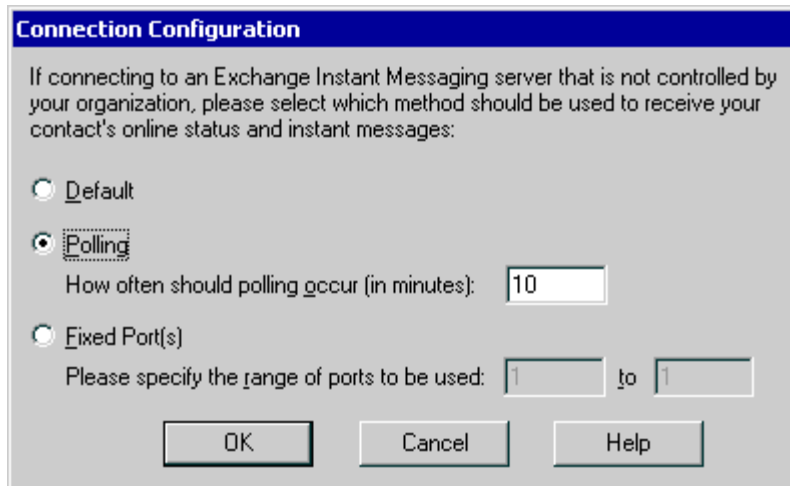 Connection Configuration
If connecting to an Exchange Instant Messaging server that is not controlled by
your organization, please select which method should be used to receive your
contact's online status and instant messages:
Default
Polling
How often should polling occur (in minutes): 10
Fixed Port(s)
Please specify the range of ports to be used: 1 to 1
OK Cancel Help